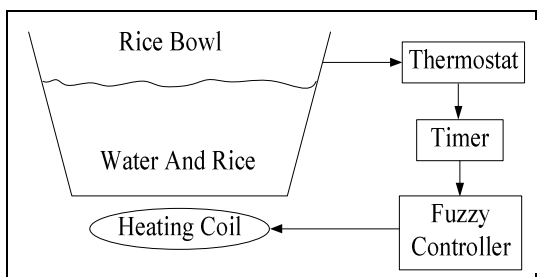 Rice Bowl
Thermostat
Timer
Water And Rice
Heating Coil
Fuzzy
Controller